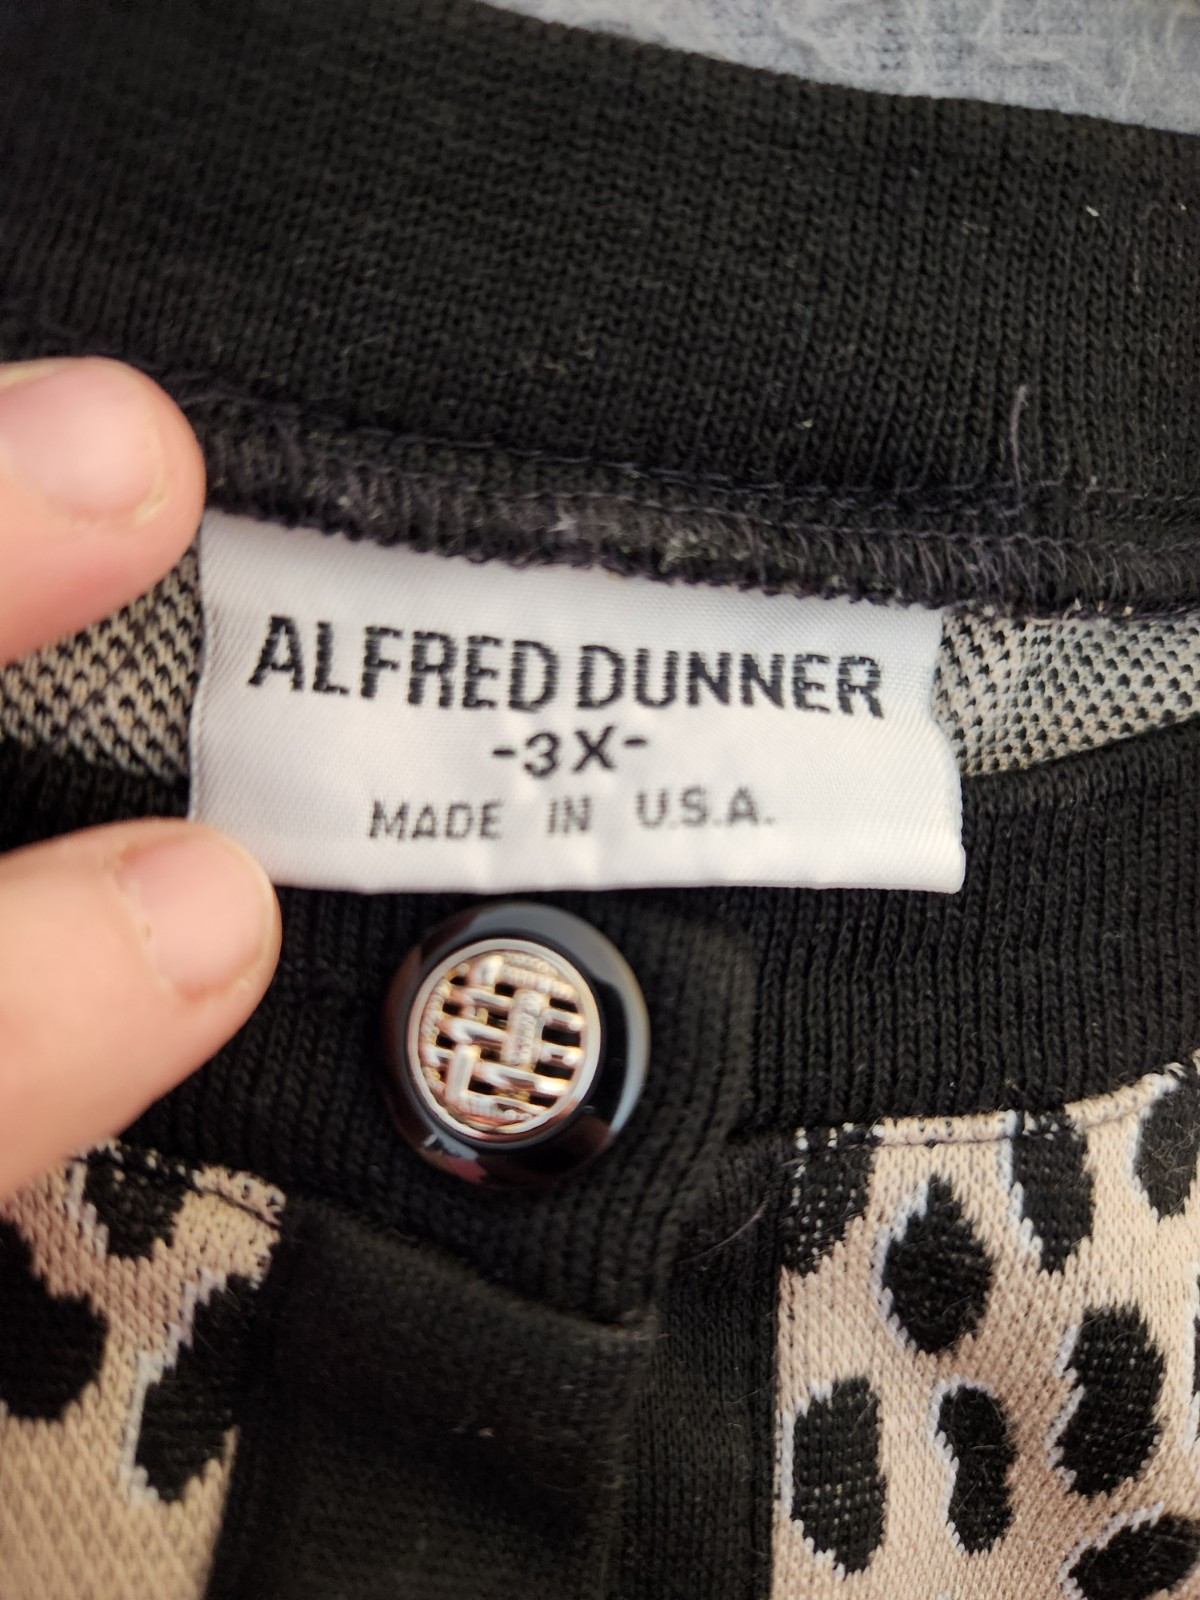 ALFRED DUNNER
-3X-
MADE IN U.S.A.